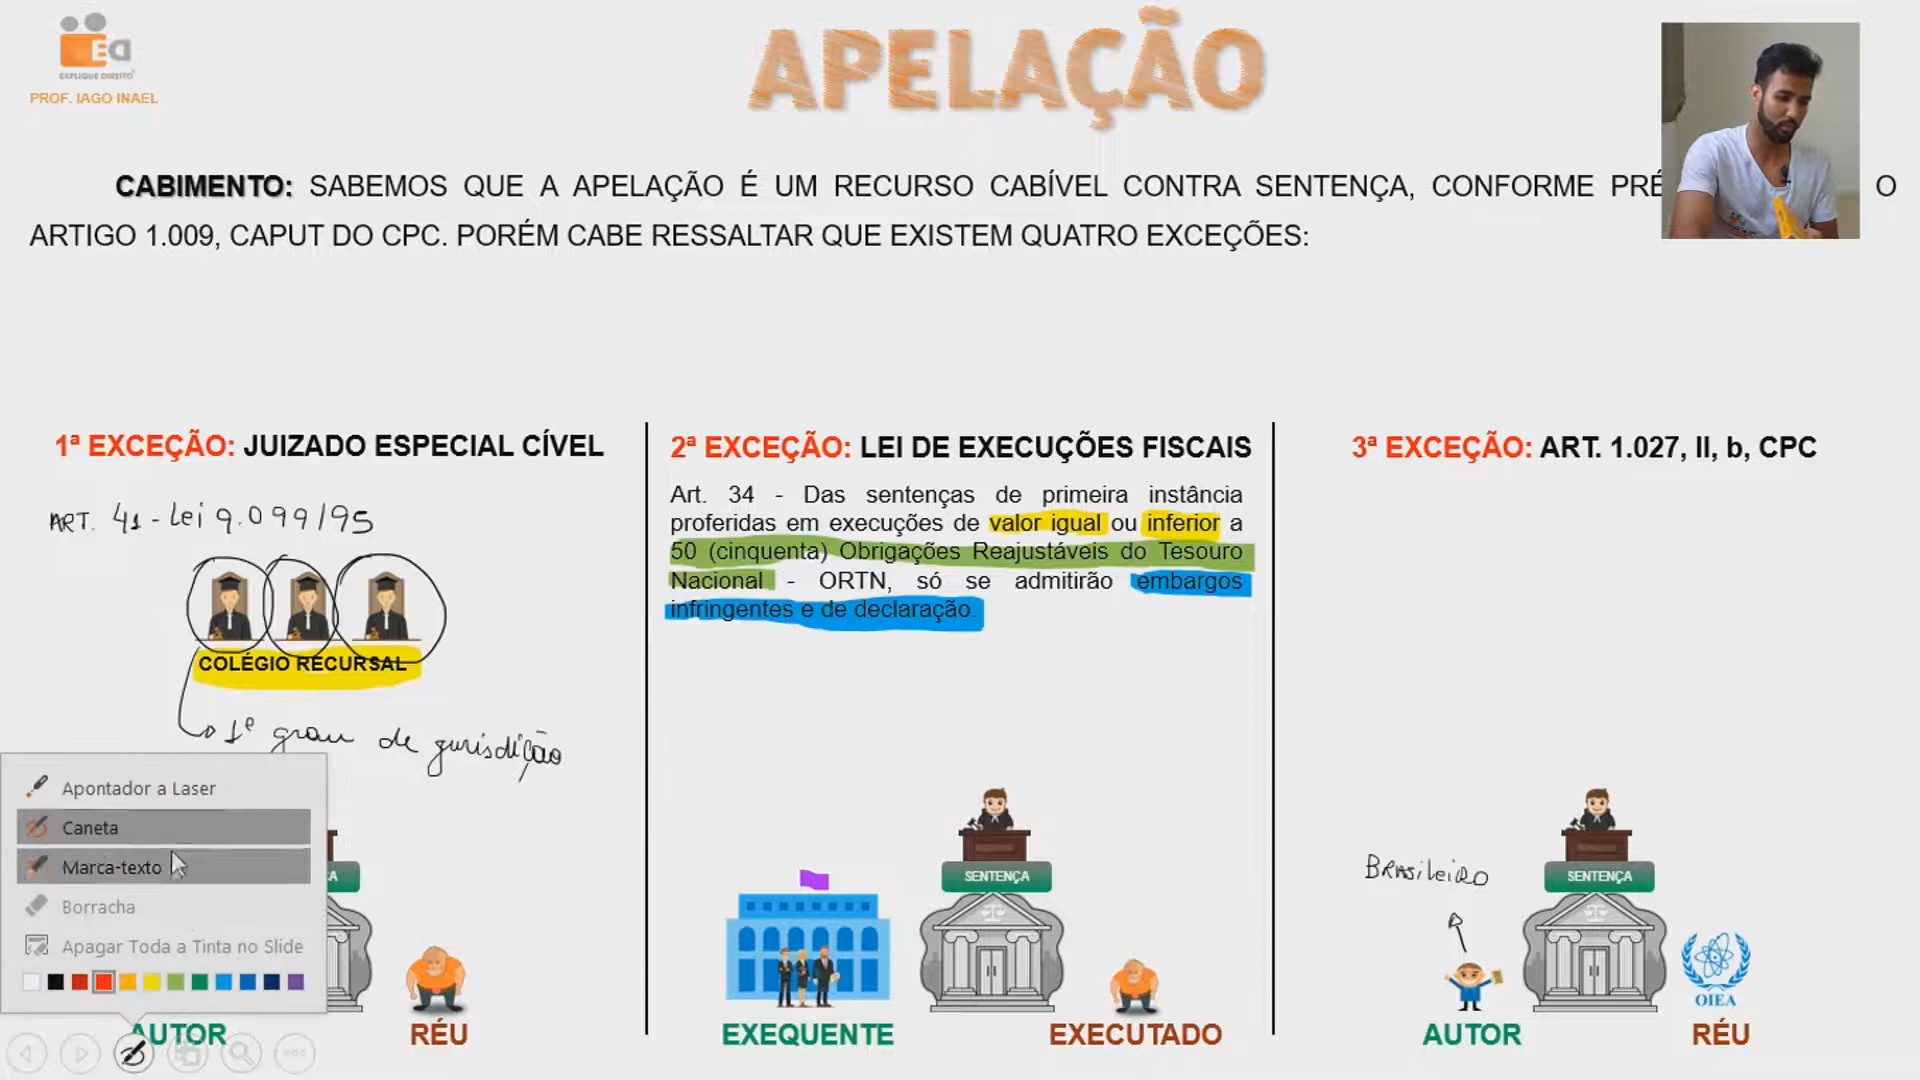 EXPLIQUE DIREITO
PROF. IAGO INAEL
APELAÇÃO
CABIMENTO: SABEMOS QUE A APELAÇÃO É UM RECURSO CABÍVEL CONTRA SENTENÇA, CONFORME PRÉ O
ARTIGO 1.009, CAPUT DO CPC. PORÉM CABE RESSALTAR QUE EXISTEM QUATRO EXCEÇÕES:
1ª EXCEÇÃO: JUIZADO ESPECIAL CÍVEL
ART. 41 - Lei 9.099/95
COLÉGIO RECURSAL
1º grau de jurisdição
Apontador a Laser
Caneta
Marca-texto
Borracha
Apagar Toda a Tinta no Slide
AUTOR
RÉU
2ª EXCEÇÃO: LEI DE EXECUÇÕES FISCAIS
Art. 34 - Das sentenças de primeira instância
proferidas em execuções de valor igual ou inferior a
50 (cinquenta) Obrigações Reajustáveis do Tesouro
Nacional - ORTN, só se admitirão embargos
infringentes e de declaração.
SENTENÇA
EXEQUENTE
EXECUTADO
3ª EXCEÇÃO: ART. 1.027, II, b, CPC
Brasileiro
SENTENÇA
OIEA
AUTOR
RÉU